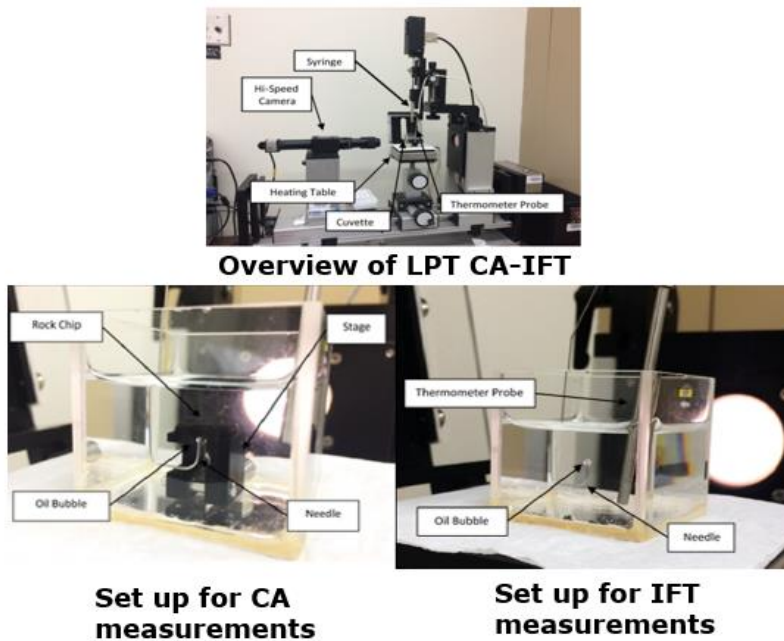 Syringe
Hi-Speed
Camera
Heating Table
Thermometer Probe
Cuvette
Overview of LPT CA-IFT
Rock Chip
Stage
Thermometer Probe
Oil Bubble
Needle
Oil Bubble
Needle
Set up for CA
measurements
Set up for IFT
measurements